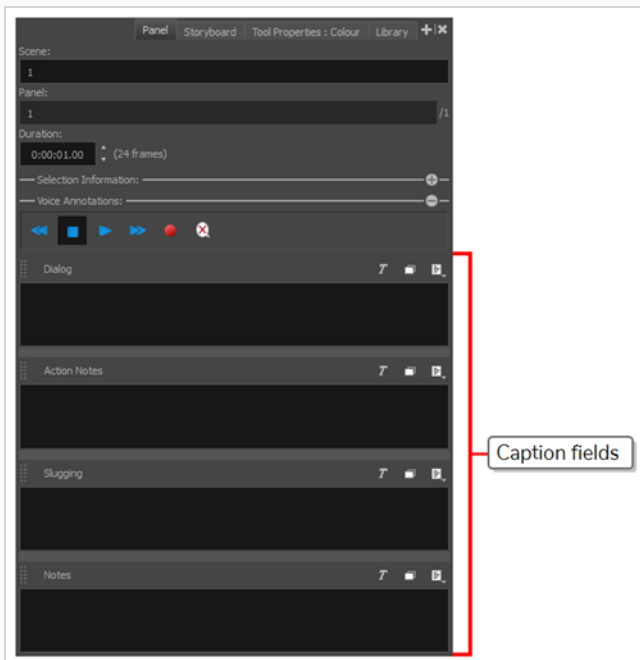 Panel Storyboard Tool Properties : Colour Library
Scene:
1
Panel:
1 /1
Duration:
0:00:01.00 (24 frames)
Selection Information:
Voice Annotations:
Dialog T
Action Notes T
Slugging T
Notes T
Caption fields